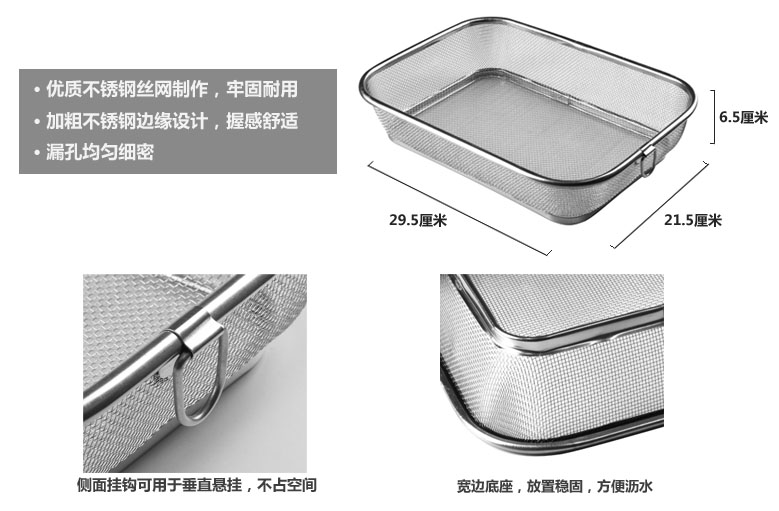 • 优质不锈钢丝网制作，牢固耐用
• 加粗不锈钢边缘设计，握感舒适
• 漏孔均匀细密
6.5厘米
29.5厘米
21.5厘米
侧面挂钩可用于垂直悬挂，不占空间
宽边底座，放置稳固，方便沥水